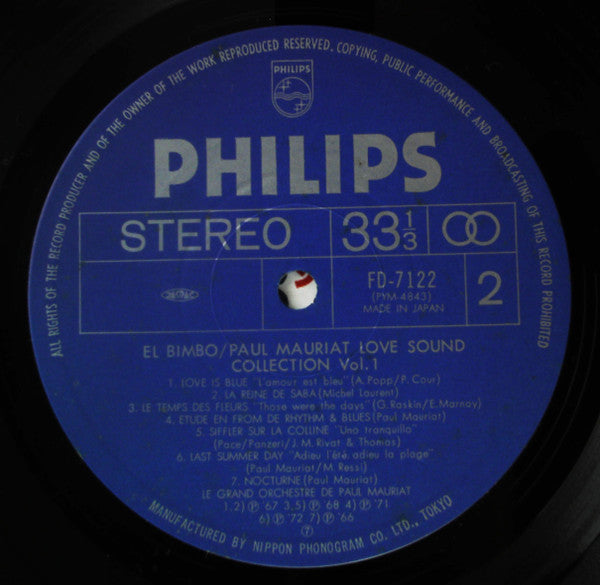 ALL RIGHTS OF THE RECORD PRODUCER AND OF THE OWNER OF THE WORK REPRODUCED RESERVED. COPYING, PUBLIC PERFORMANCE AND BROADCASTING OF THIS RECORD PROHIBITED
PHILIPS
PHILIPS
STEREO 33 1/3
FD-7122
(PYM-4843)
MADE IN JAPAN
2
EL BIMBO/PAUL MAURIAT LOVE SOUND
COLLECTION Vol.1
1. LOVE IS BLUE "L'amour est bleu" (A. Popp/P. Cour)
2. LA REINE DE SABA (Michel Laurent)
3. LE TEMPS DES FLEURS "Those were the days" (G. Raskin/E. Marnay)
4. ETUDE EN FROM DE RHYTHM & BLUES (Paul Mauriat)
5. SIFFLER SUR LA COLLINE "Uno tranquillo"
(Pace/Panzeri/J. M. Rivat & Thomas)
6. LAST SUMMER DAY "Adieu l'été, adieu la plage"
(Paul Mauriat/M. Ressi)
7. NOCTURNE (Paul Mauriat)
LE GRAND ORCHESTRE DE PAUL MAURIAT
1. 2) Ⓟ '67 3, 5) Ⓟ '68 4) Ⓟ '71
6) Ⓟ '72 7) Ⓟ '66
⑦
MANUFACTURED BY NIPPON PHONOGRAM CO. LTD., TOKYO